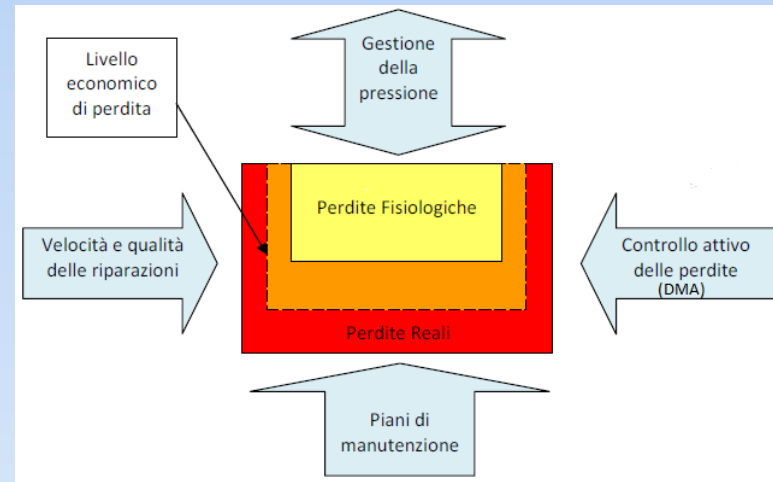 Gestione
della
pressione
Livello
economico
di perdita
Perdite Fisiologiche
Velocità e qualità
delle riparazioni
Controllo attivo
delle perdite
(DMA)
Perdite Reali
Piani di
manutenzione